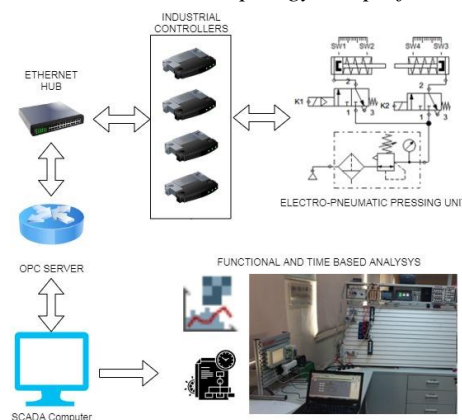 INDUSTRIAL
CONTROLLERS
ETHERNET
HUB
SW1 SW2 SW4 SW3
2 2
K1 K2
1 3 1 3
ELECTRO-PNEUMATIC PRESSING UNI
OPC SERVER
FUNCTIONAL AND TIME BASED ANALYSYS
SCADA Computer